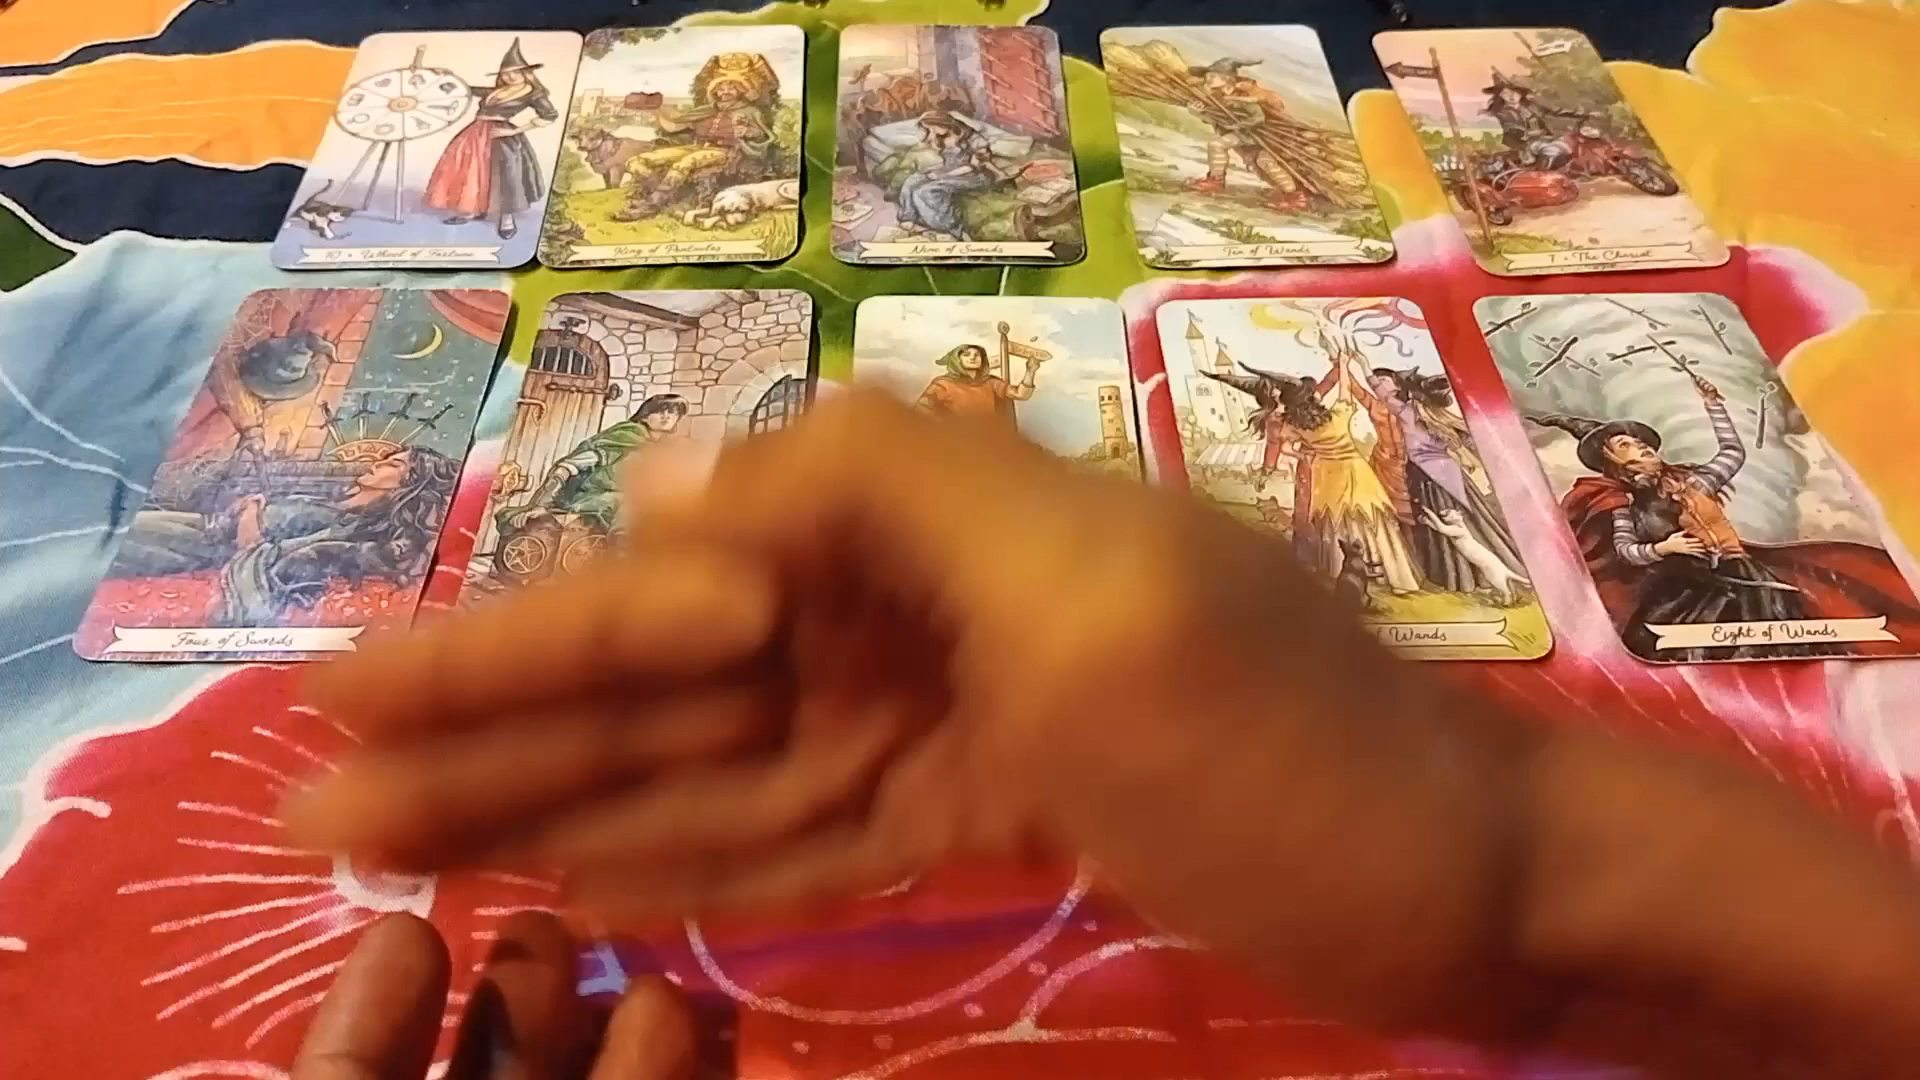 10 • Wheel of Fortune
King of Pentacles
Nine of Swords
Ten of Wands
7 • The Chariot
Four of Swords
of Wands
Eight of Wands